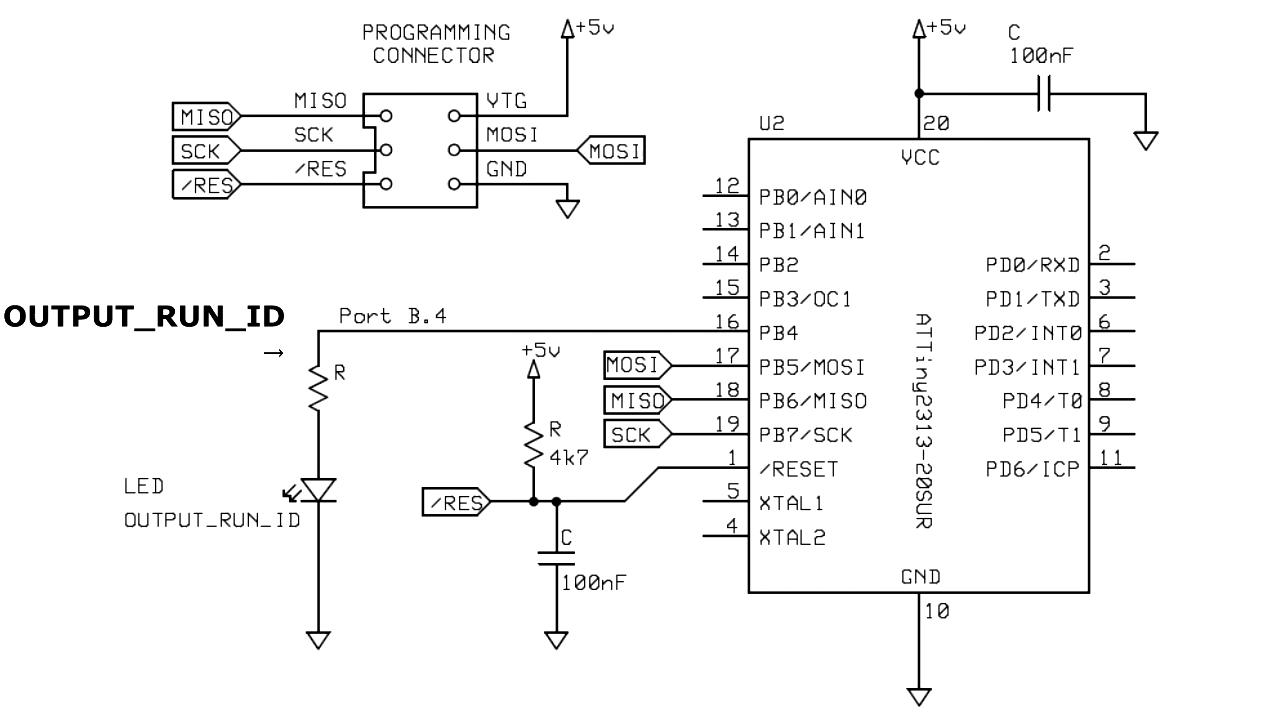 PROGRAMMING
CONNECTOR
+5v
MISO
MISO
VTG
SCK
SCK
MOSI
MOSI
/RES
/RES
GND
+5v
C
100nF
U2
20
VCC
12 PB0/AIN0
13 PB1/AIN1
14 PB2
15 PB3/OC1
16 PB4
17 PB5/MOSI
18 PB6/MISO
19 PB7/SCK
1 /RESET
5 XTAL1
4 XTAL2
PD0/RXD 2
PD1/TXD 3
PD2/INT0 6
PD3/INT1 7
PD4/T0 8
PD5/T1 9
PD6/ICP 11
ATTiny2313-20SUR
GND
10
OUTPUT_RUN_ID
→
Port B.4
R
LED
OUTPUT_RUN_ID
+5v
R
4k7
MOSI
MISO
SCK
/RES
C
100nF